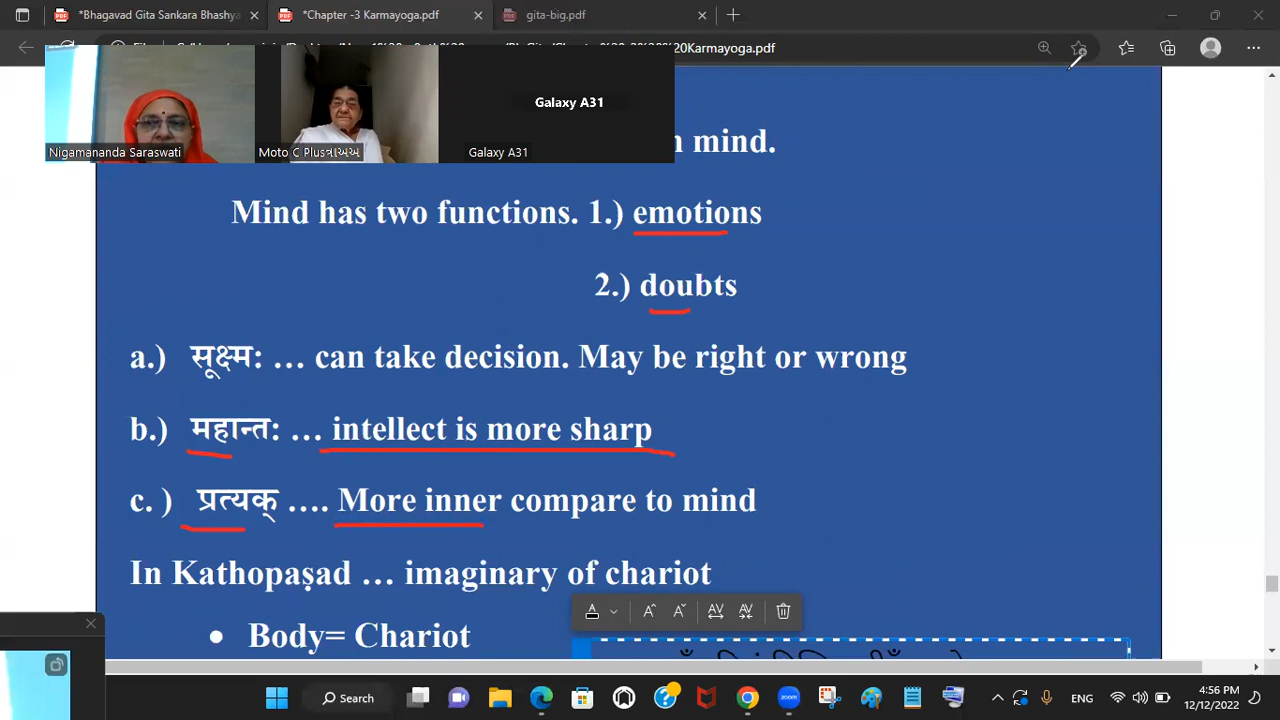 *Bhagavad Gita Sankara Bhashya
*Chapter -3 Karmayoga.pdf
gita-big.pdf
Karmayoga.pdf
Galaxy A31
Nigamananda Saraswati
Moto C Plus
Galaxy A31
mind.
Mind has two functions. 1.) emotions
2.) doubts
a.) सूक्ष्म: … can take decision. May be right or wrong
b.) महान्त: … intellect is more sharp
c. ) प्रत्यक् …. More inner compare to mind
In Kathopaṣad … imaginary of chariot
• Body= Chariot
Search
ENG
4:56 PM
12/12/2022